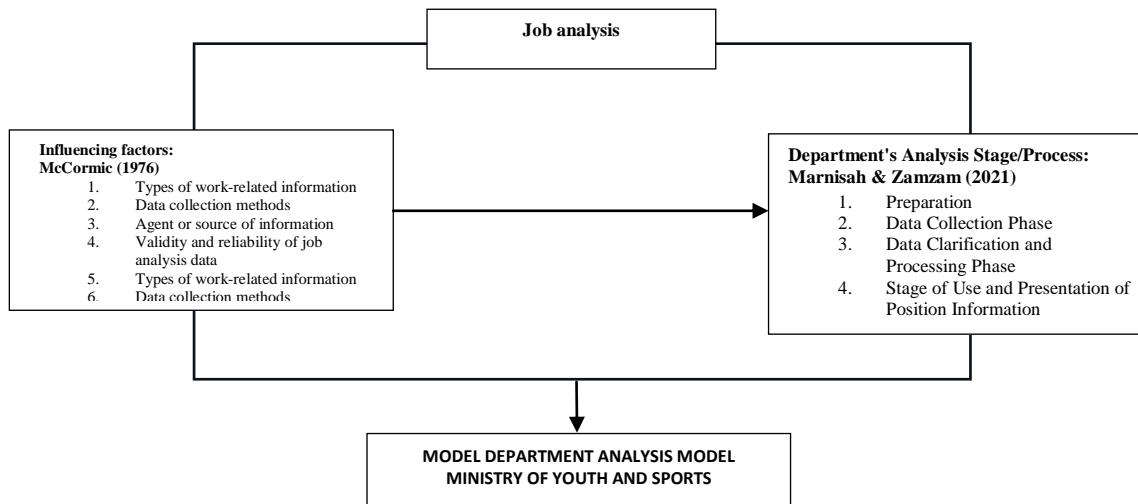 Job analysis
Influencing factors:
McCormic (1976)
1. Types of work-related information
2. Data collection methods
3. Agent or source of information
4. Validity and reliability of job
analysis data
5. Types of work-related information
6. Data collection methods
Department's Analysis Stage/Process:
Marnisah & Zamzam (2021)
1. Preparation
2. Data Collection Phase
3. Data Clarification and
Processing Phase
4. Stage of Use and Presentation of
Position Information
MODEL DEPARTMENT ANALYSIS MODEL
MINISTRY OF YOUTH AND SPORTS